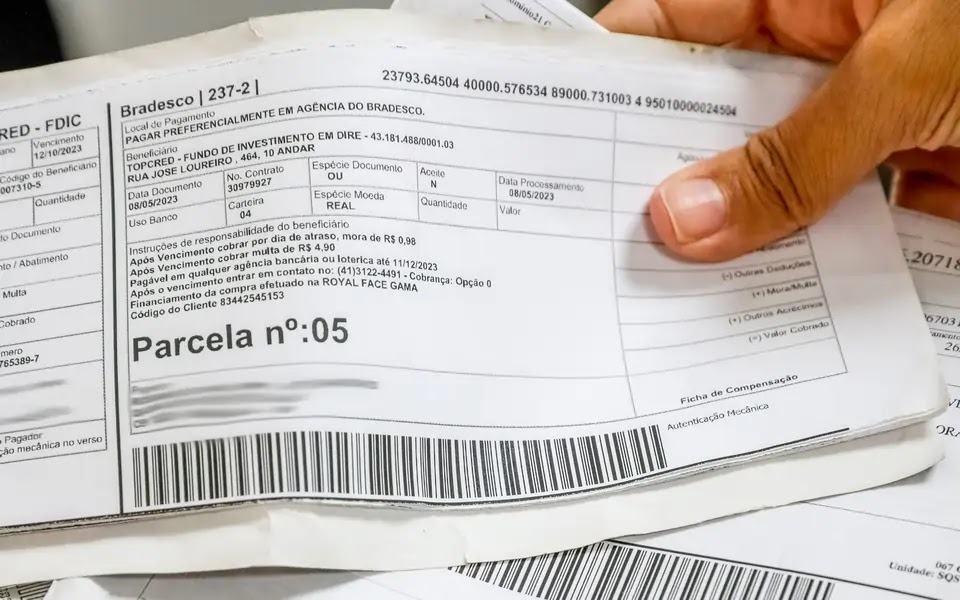 RED - FDIC
Vencimento
12/10/2023
Código do Beneficiário
007310-5
Quantidade
Documento
/ Abatimento
Multa
Cobrado
765389-7
Pagador
mecânica no verso
Bradesco | 237-2 |
23793.64504 40000.576534 89000.731003 4 95010000024504
Local de Pagamento
PAGAR PREFERENCIALMENTE EM AGÊNCIA DO BRADESCO.
Beneficiário
TOPCRED - FUNDO DE INVESTIMENTO EM DIRE - 43.181.488/0001.03
RUA JOSE LOUREIRO , 464, 10 ANDAR
Data Documento No. Contrato Espécie Documento Aceite Data Processamento
08/05/2023 30979927 OU N 08/05/2023
Uso Banco Carteira Espécie Moeda Quantidade Valor
04 REAL
Instruções de responsabilidade do beneficiário
Após Vencimento cobrar por dia de atraso, mora de R$ 0,98
Após Vencimento cobrar multa de R$ 4,90
Pagável em qualquer agência bancária ou loterica até 11/12/2023
Após o vencimento entrar em contato no: (41)3122-4491 - Cobrança: Opção 0
Financiamento da compra efetuado na ROYAL FACE GAMA
Código do Cliente 83442545153
Parcela nº:05
(-) Outras Deduções
(+) Mora/Multa
(+) Outros Acréscimos
(=) Valor Cobrado
Ficha de Compensação
Autenticação Mecânica
.20718
Unidade: SQS